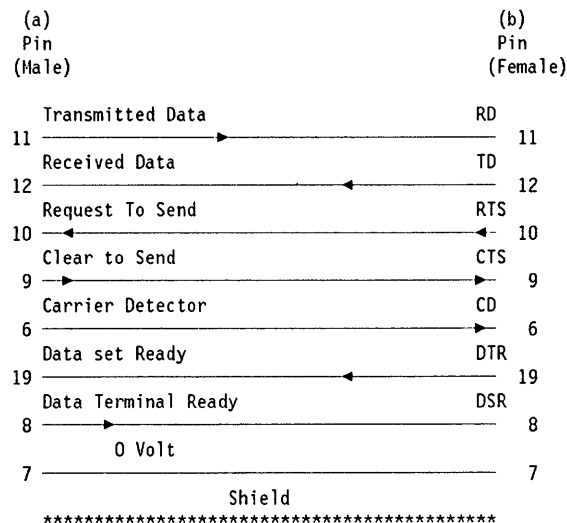 (a) (b)
Pin Pin
(Male) (Female)
Transmitted Data RD
11 11
Received Data TD
12 12
Request To Send RTS
10 10
Clear to Send CTS
9 9
Carrier Detector CD
6 6
Data set Ready DTR
19 19
Data Terminal Ready DSR
8 8
0 Volt
7 7
Shield
********************************************